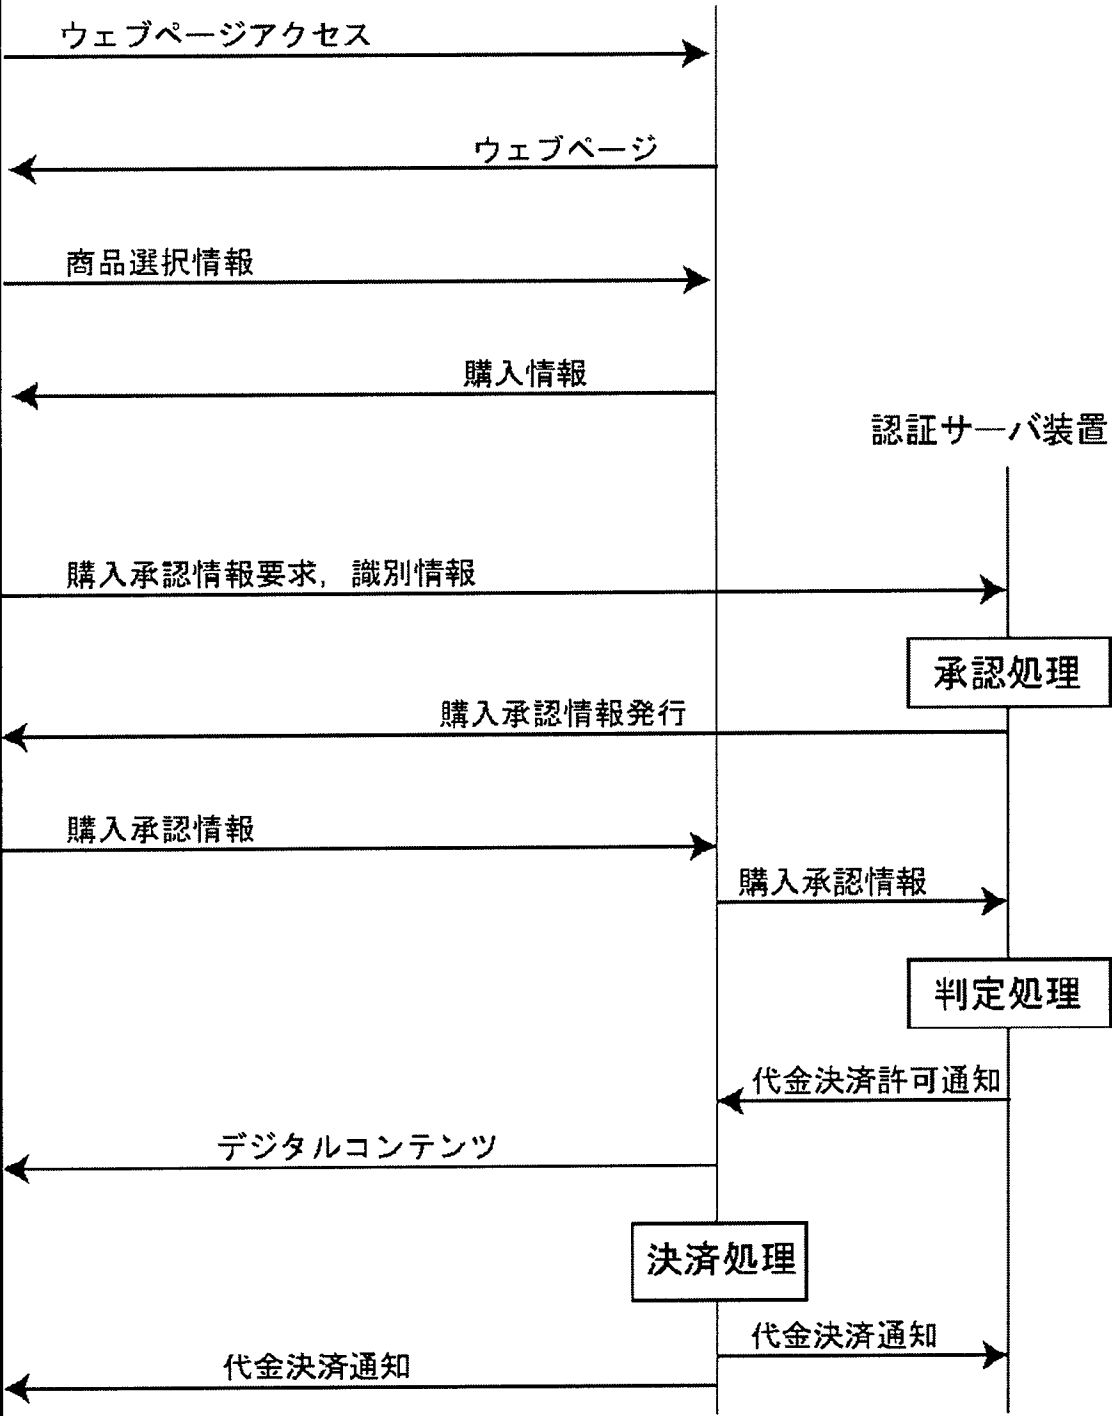 ウェブページアクセス
ウェブページ
商品選択情報
購入情報
認証サーバ装置
購入承認情報要求，識別情報
承認処理
購入承認情報発行
購入承認情報
購入承認情報
判定処理
代金決済許可通知
デジタルコンテンツ
決済処理
代金決済通知
代金決済通知